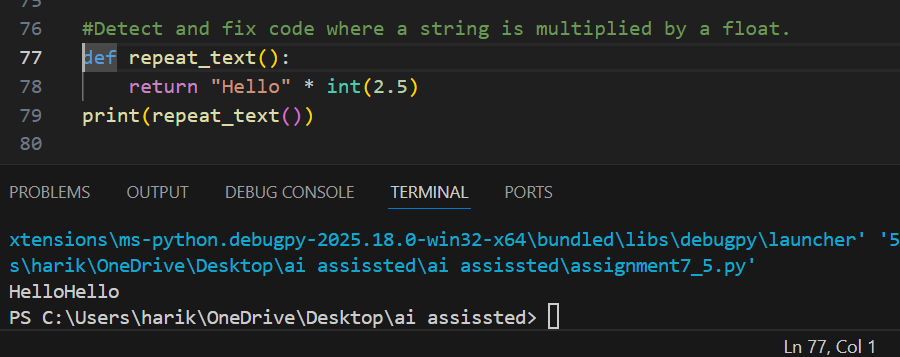 75
76 #Detect and fix code where a string is multiplied by a float.
77 def repeat_text():
78 return "Hello" * int(2.5)
79 print(repeat_text())
80
PROBLEMS OUTPUT DEBUG CONSOLE TERMINAL PORTS
xtensions\ms-python.debugpy-2025.18.0-win32-x64\bundled\libs\debugpy\launcher' '5
s\harik\OneDrive\Desktop\ai assissted\ai assissted\assignment7_5.py'
HelloHello
PS C:\Users\harik\OneDrive\Desktop\ai assissted>
Ln 77, Col 1